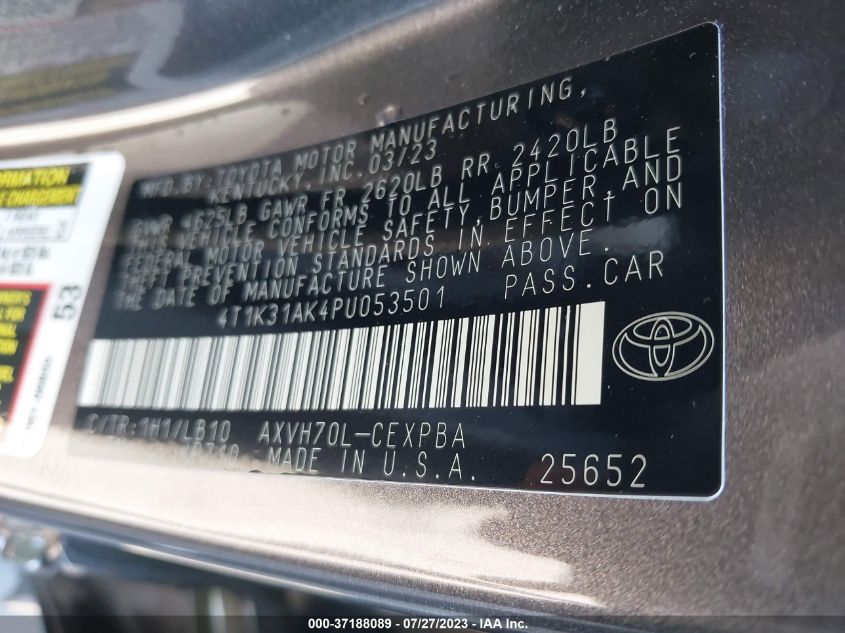 MFD. BY: TOYOTA MOTOR MANUFACTURING,
KENTUCKY, INC. 03/23
GVWR 4625LB GAWR FR 2620LB RR 2420LB
THIS VEHICLE CONFORMS TO ALL APPLICABLE
FEDERAL MOTOR VEHICLE SAFETY, BUMPER, AND
THEFT PREVENTION STANDARDS IN EFFECT ON
THE DATE OF MANUFACTURE SHOWN ABOVE.
4T1K31AK4PU053501 PASS. CAR
C/TR: 1H1/LB10 AXVH70L-CEXPBA
MADE IN U.S.A. 25652
FORMATION
53
000-37188089 / 07/27/2023 / IAA Inc.